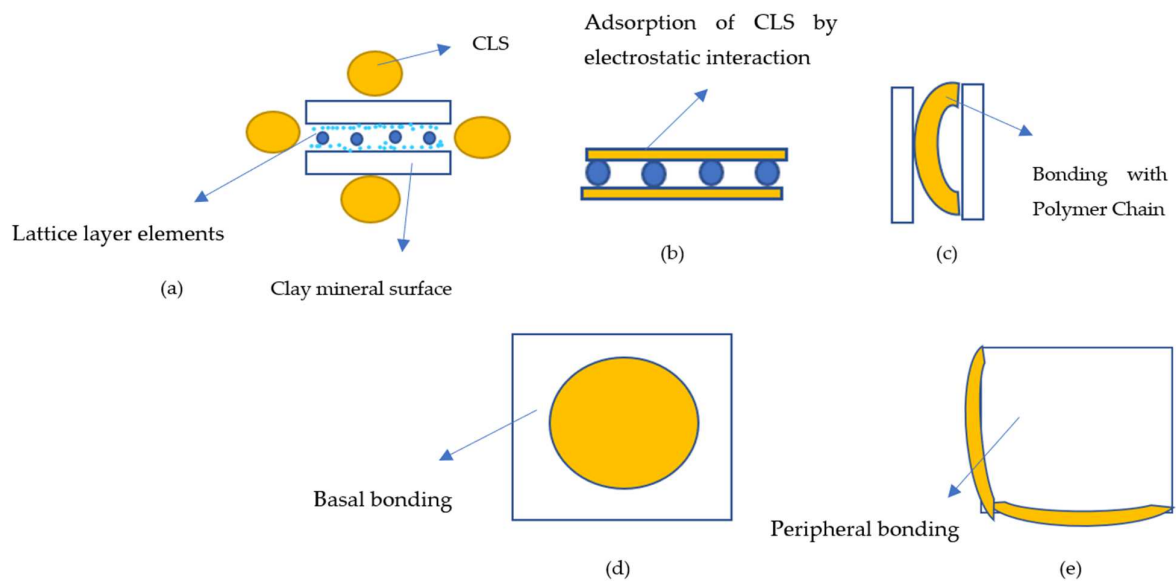 CLS
Lattice layer elements
Clay mineral surface
(a)
Adsorption of CLS by
electrostatic interaction
(b)
Bonding with
Polymer Chain
(c)
Basal bonding
(d)
Peripheral bonding
(e)